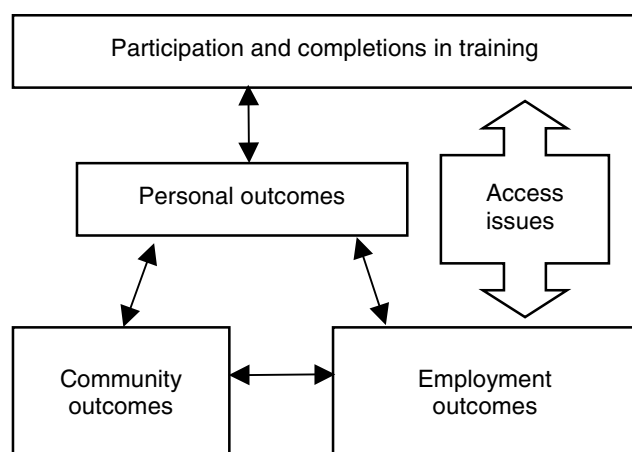 Participation and completions in training
Personal outcomes
Access
issues
Community
outcomes
Employment
outcomes